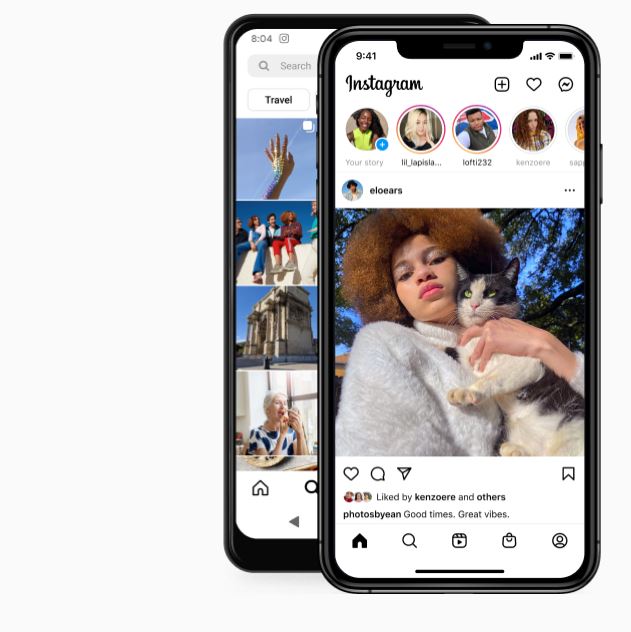 8:04
Search
Travel
9:41
Instagram
Your story
lil_lapisla...
lofti232
kenzoere
sapp
eloears
Liked by kenzoere and others
photosbyean Good times. Great vibes.